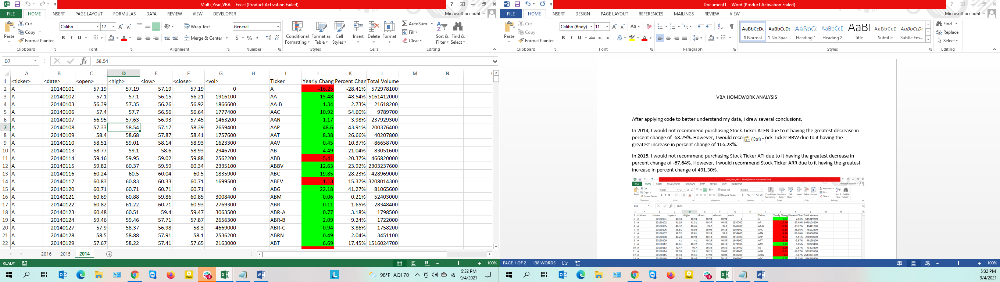 Multi_Year_VBA - Excel (Product Activation Failed)
FILE HOME INSERT PAGE LAYOUT FORMULAS DATA REVIEW VIEW DEVELOPER Microsoft account
Cut
Copy
Format Painter
Paste
Clipboard
Calibri 12
B I U
Font
Wrap Text
Merge & Center
Alignment
General
$ % ,
Number
Conditional Formatting
Format as Table
Cell Styles
Styles
Insert Delete Format
Cells
AutoSum
Fill
Clear
Sort & Filter
Find & Select
Editing
D7 fx 58.54
A B C D E F G H I J K L M N
1 <ticker> <date> <open> <high> <low> <close> <vol> Ticker Yearly Chang Percent Chan Total Volume
2 A 20140101 57.19 57.19 57.19 57.19 0 A -16.25 -28.41% 572978100
3 A 20140102 57.1 57.1 56.15 56.21 1916100 AA 15.48 48.54% 5161412000
4 A 20140103 56.39 57.35 56.26 56.92 1866600 AA-B 1.34 2.73% 21618200
5 A 20140106 57.4 57.7 56.56 56.64 1777400 AAC 10.92 54.60% 9789700
6 A 20140107 56.95 57.63 56.93 57.45 1463200 AAN 1.17 3.98% 237929300
7 A 20140108 57.33 58.54 57.17 58.39 2659400 AAP 48.6 43.91% 200376400
8 A 20140109 58.4 58.68 57.87 58.41 1757600 AAT 8.38 26.66% 40207800
9 A 20140110 58.51 59.01 58.14 58.93 1623300 AAV 0.45 10.37% 86658700
10 A 20140113 58.77 59.1 58.6 58.93 2946700 AB 4.49 21.04% 83051600
11 A 20140114 59.16 59.95 59.02 59.88 2562200 ABB -5.41 -20.37% 466820000
12 A 20140115 59.82 60.37 59.59 60.34 2335100 ABBV 12.63 23.92% 2303237600
13 A 20140116 60.24 60.5 60.04 60.5 1835900 ABC 19.85 28.23% 428969000
14 A 20140117 60.83 60.83 60.33 60.71 1699500 ABEV -1.13 -15.37% 3208014300
15 A 20140120 60.71 60.71 60.71 60.71 0 ABG 22.18 41.27% 81065600
16 A 20140121 60.69 60.88 59.86 60.85 3008400 ABM 0.06 0.21% 52403000
17 A 20140122 60.82 61.22 60.71 60.93 2769300 ABR 0.11 1.65% 28348400
18 A 20140123 60.48 60.51 59.4 59.47 3063500 ABR-A 0.77 3.18% 1798500
19 A 20140124 59.46 59.46 57.71 57.87 2656300 ABR-B 2.09 9.24% 1722000
20 A 20140127 57.9 58.37 56.98 58.3 4669000 ABR-C 0.94 3.86% 1758200
21 A 20140128 58.5 58.88 57.91 58.1 2536200 ABRN 0.49 2.04% 3451100
22 A 20140129 57.67 58.22 57.41 57.65 2163000 ABT 6.69 17.45% 1516024700
2016 2015 2014
READY 100%
98°F AQI 70 5:32 PM
9/4/2021
Document1 - Word (Product Activation Failed)
FILE HOME INSERT DESIGN PAGE LAYOUT REFERENCES MAILINGS REVIEW VIEW Microsoft account
Cut
Copy
Format Painter
Paste
Clipboard
Calibri (Body) 11
B I U abc x₂ x²
Font
Paragraph
AaBbCcDc AaBbCcDc AaBbCc AaBbCcC AaBl AaBbCcC AaBbCcDc
¶ Normal ¶ No Spac... Heading 1 Heading 2 Title Subtitle Subtle Em...
Styles
Find
Replace
Select
Editing
VBA HOMEWORK ANALYSIS
After applying code to better understand my data, I drew several conclusions.
In 2014, I would not recommend purchasing Stock Ticker ATEN due to it having the greatest decrease in
percent change of -68.29%. However, I would reco (Ctrl) ock Ticker BBW due to it having the
greatest increase in percent change of 166.23%.
In 2015, I would not recommend purchasing Stock Ticker ATI due to it having the greatest decrease in
percent change of -67.64%. However, I would recommend Stock Ticker ARR due to it having the greatest
increase in percent change of 491.30%.
Multi_Year_VBA - Excel (Product Activation Failed)
PAGE 1 OF 2 138 WORDS 100%
5:32 PM
9/4/2021